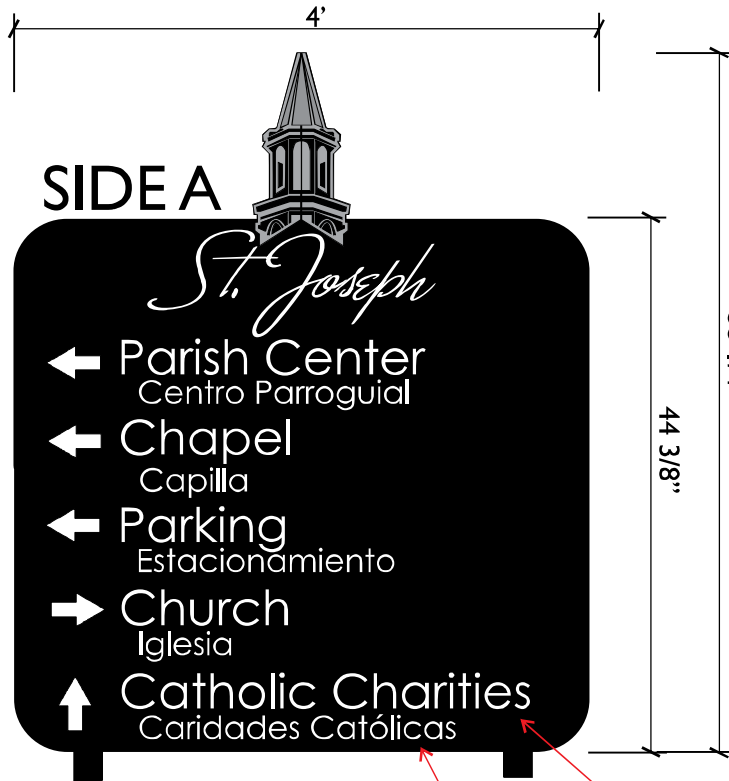 4’
SIDE A
St. Joseph
Parish Center
Centro Parroguial
Chapel
Capilla
Parking
Estacionamiento
Church
Iglesia
Catholic Charities
Caridades Católicas
44 3/8”